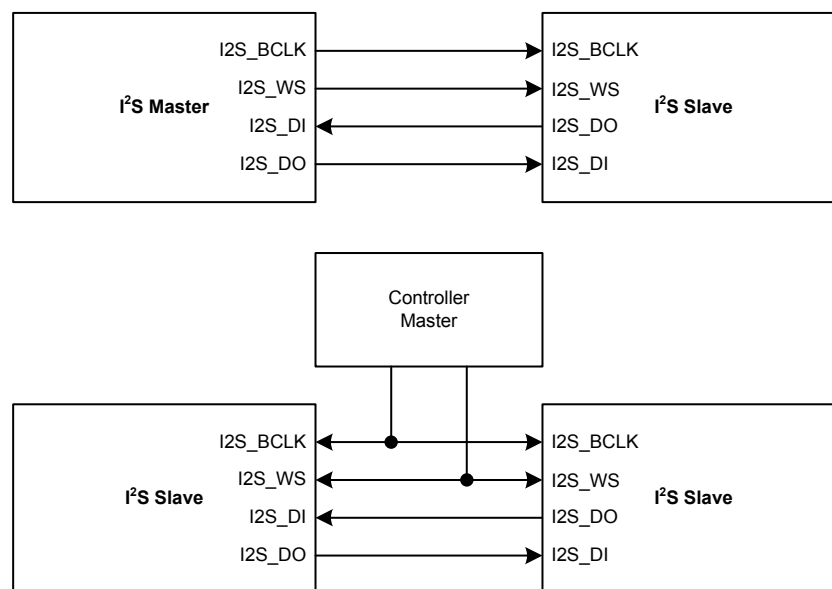 I2S_BCLK I2S_BCLK
I2S_WS I2S_WS
I²S Master I²S Slave
I2S_DI I2S_DO
I2S_DO I2S_DI
Controller
Master
I2S_BCLK I2S_BCLK
I2S_WS I2S_WS
I²S Slave I²S Slave
I2S_DI I2S_DO
I2S_DO I2S_DI